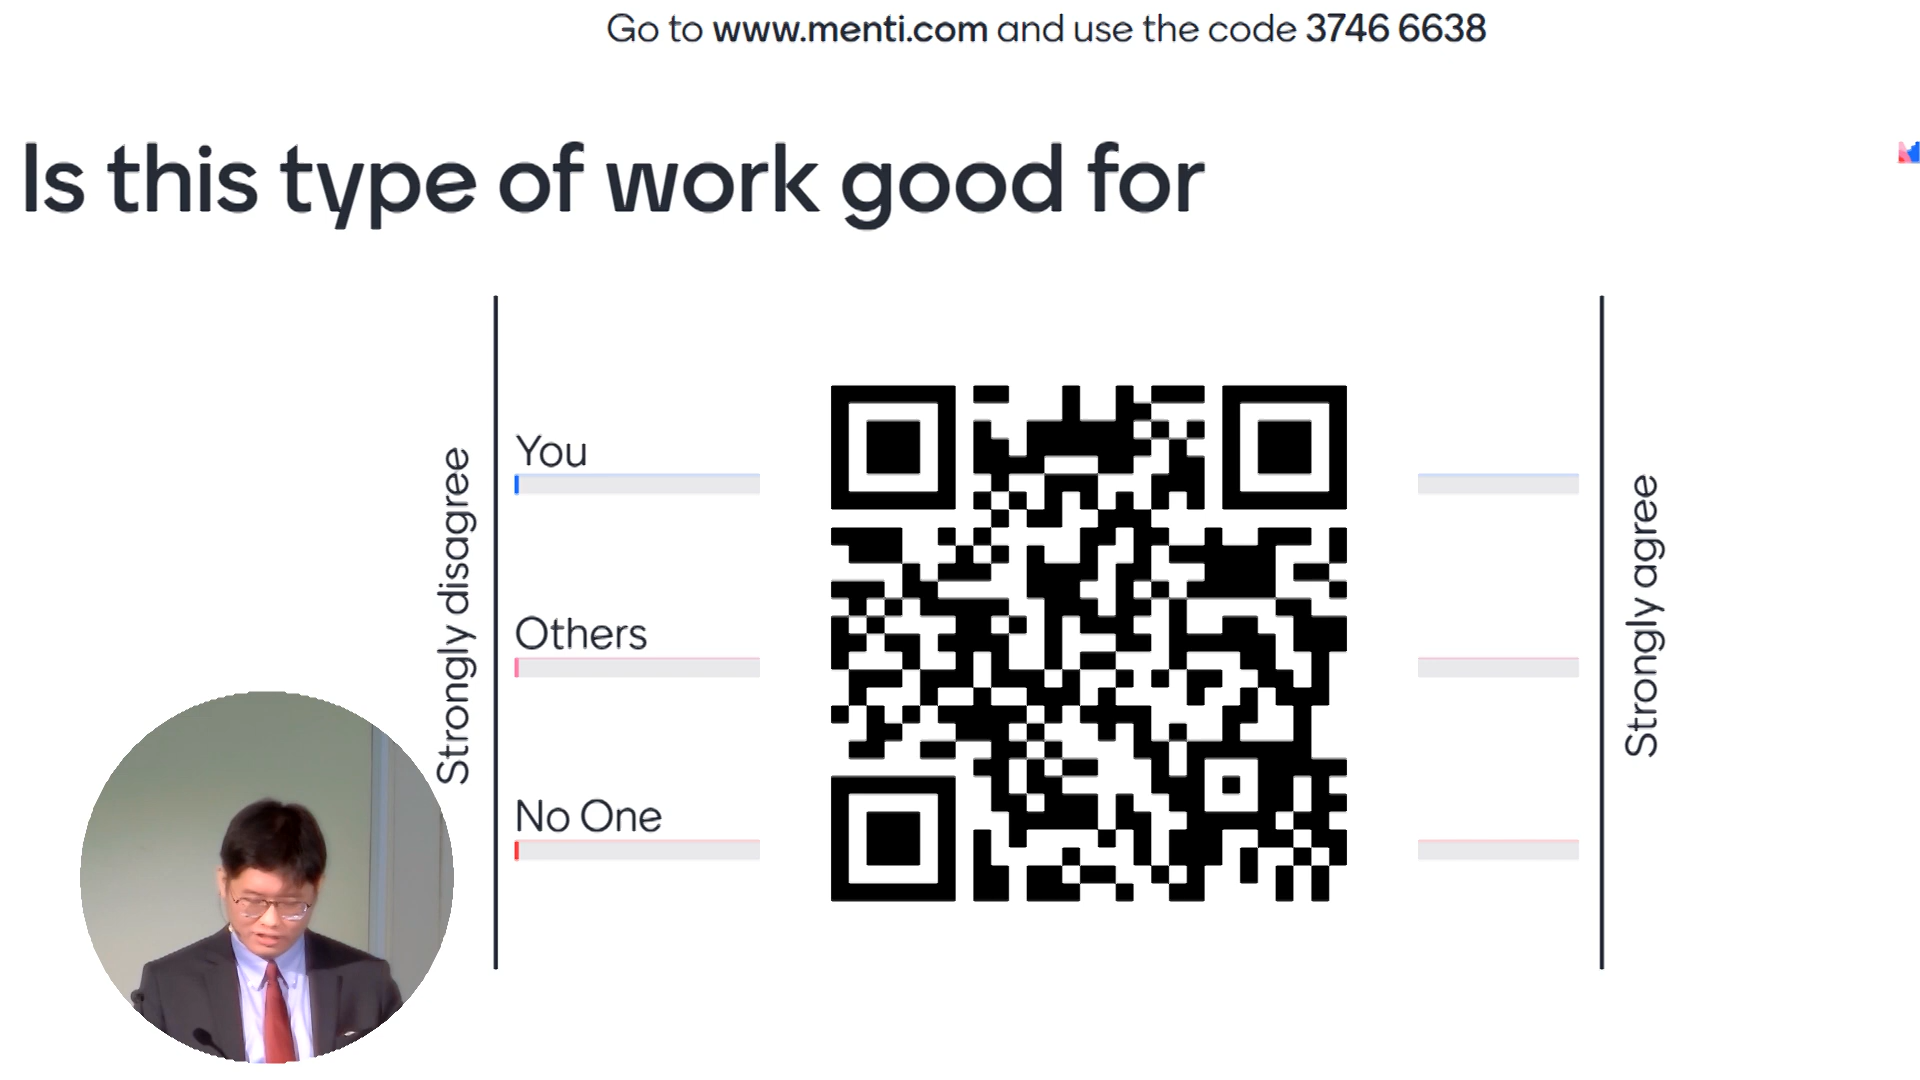 Go to www.menti.com and use the code 3746 6638
Is this type of work good for
Strongly disagree
You
Others
No One
Strongly agree